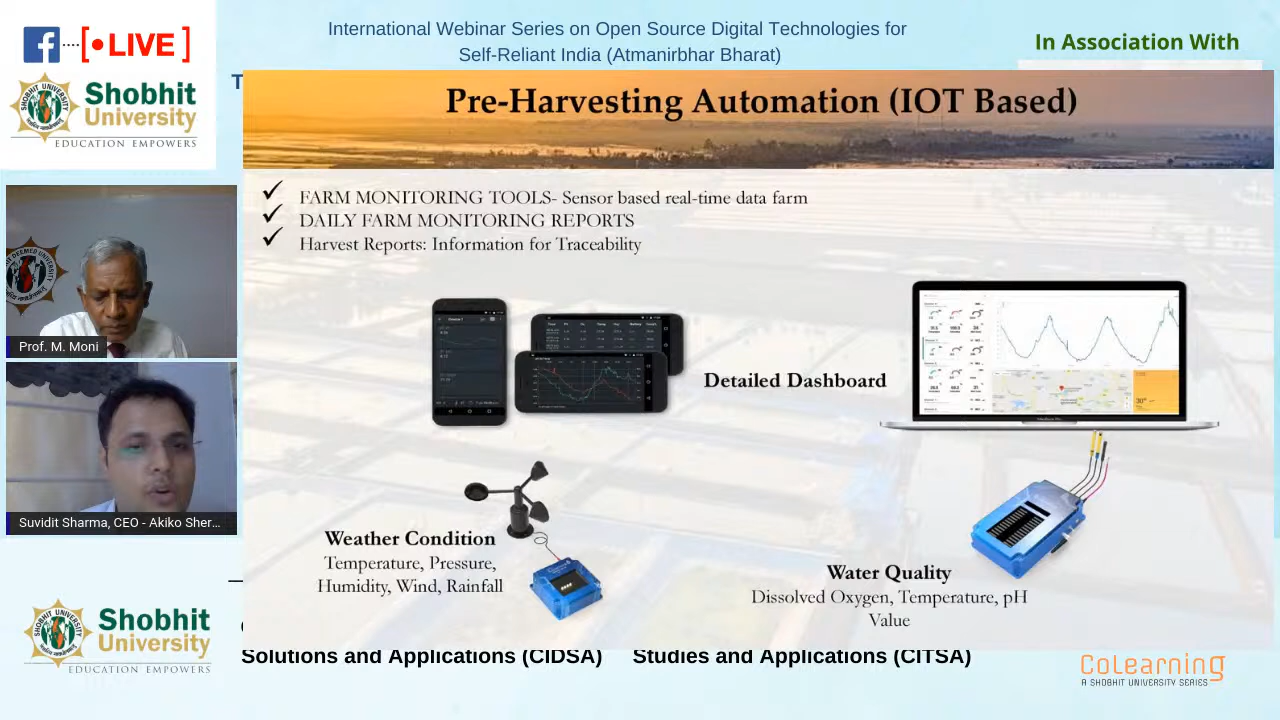 International Webinar Series on Open Source Digital Technologies for
Self-Reliant India (Atmanirbhar Bharat)
In Association With
LIVE
Shobhit
University
EDUCATION EMPOWERS
T
Pre-Harvesting Automation (IOT Based)
FARM MONITORING TOOLS- Sensor based real-time data farm
DAILY FARM MONITORING REPORTS
Harvest Reports: Information for Traceability
Prof. M. Moni
Suvidit Sharma, CEO - Akiko Sher...
Detailed Dashboard
Weather Condition
Temperature, Pressure,
Humidity, Wind, Rainfall
Water Quality
Dissolved Oxygen, Temperature, pH
Value
Shobhit
University
EDUCATION EMPOWERS
Solutions and Applications (CIDSA) Studies and Applications (CITSA)
CoLearning
A SHOBHIT UNIVERSITY SERIES